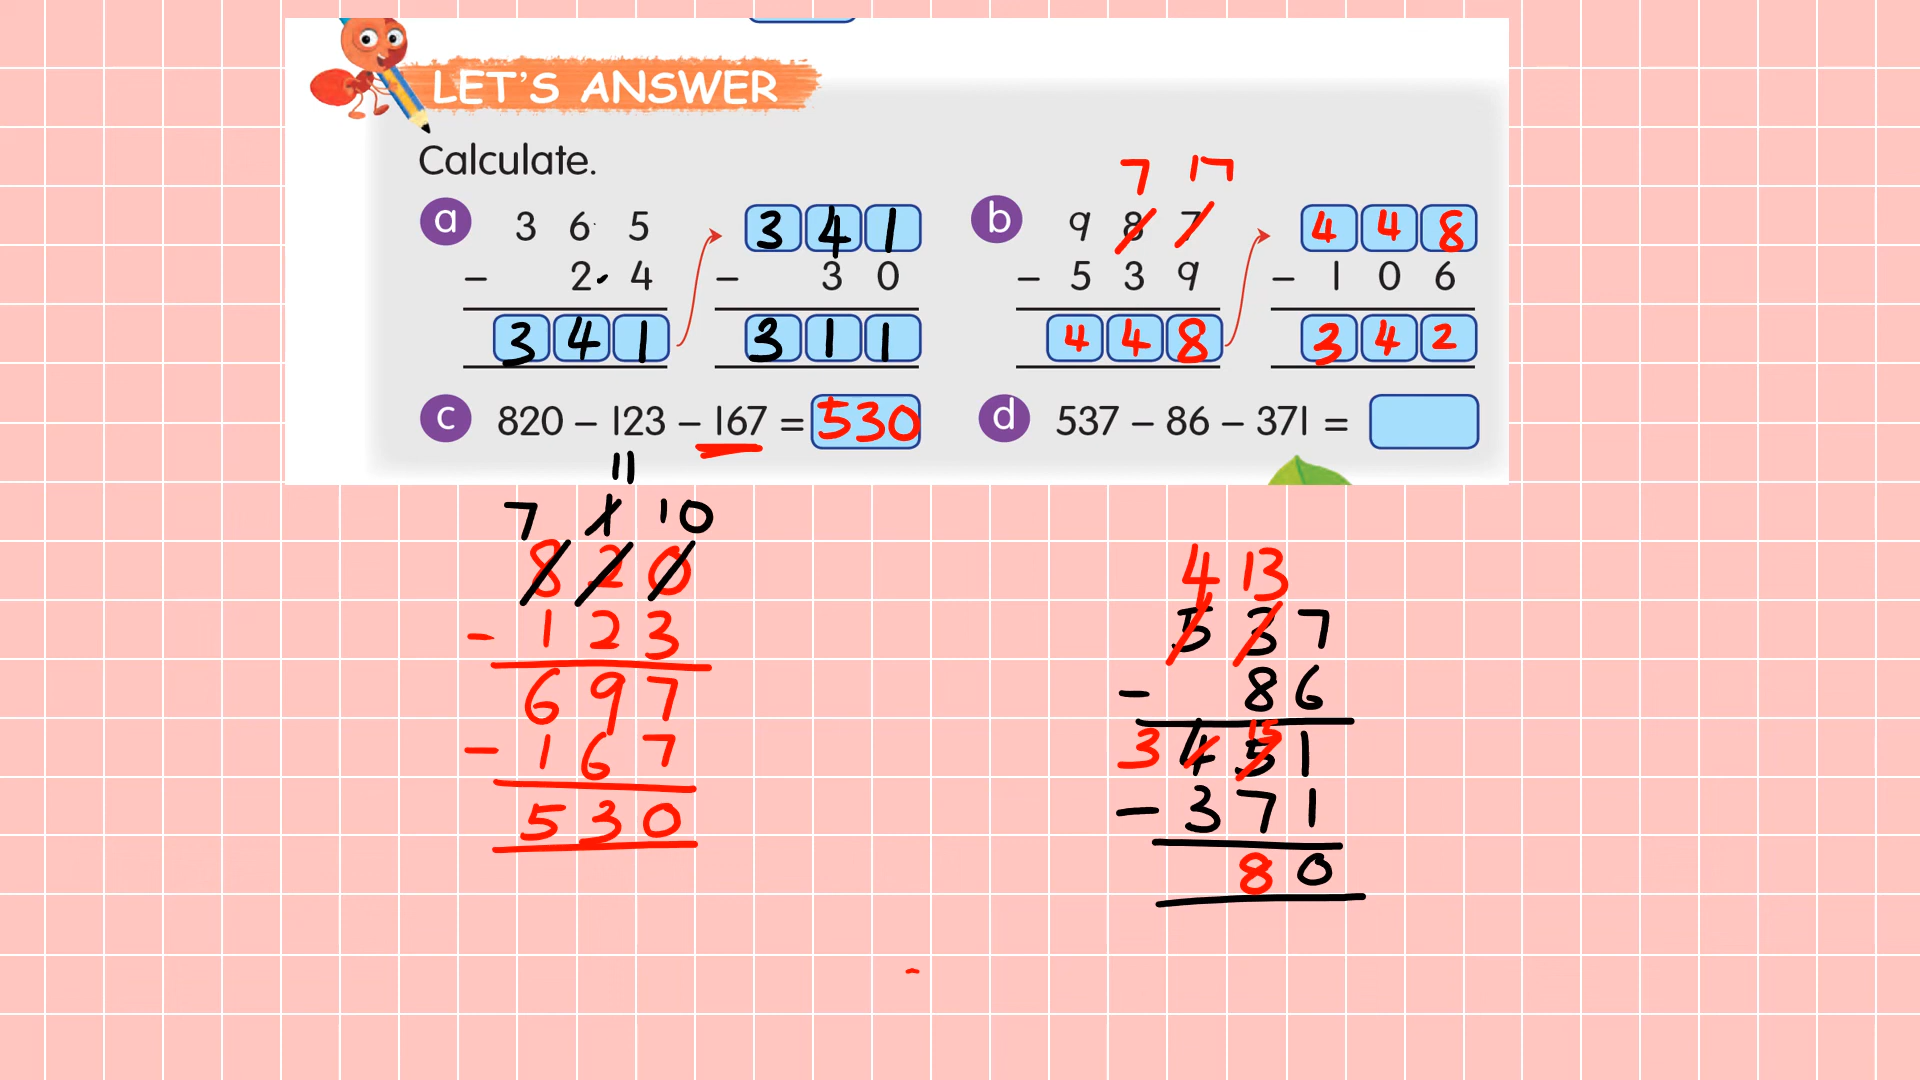 LET'S ANSWER
Calculate.
7 17
a 3 6 5
- 2 4
3 4 1
3 4 1
- 3 0
3 1 1
b 9 8 7
- 5 3 9
4 4 8
4 4 8
- 1 0 6
3 4 2
c 820 – 123 – 167 = 530
d 537 – 86 – 371 =
11
7 1 10
8 2 0
- 1 2 3
6 9 7
- 1 6 7
5 3 0
4 13
5 3 7
- 8 6
15
3 4 5 1
- 3 7 1
8 0